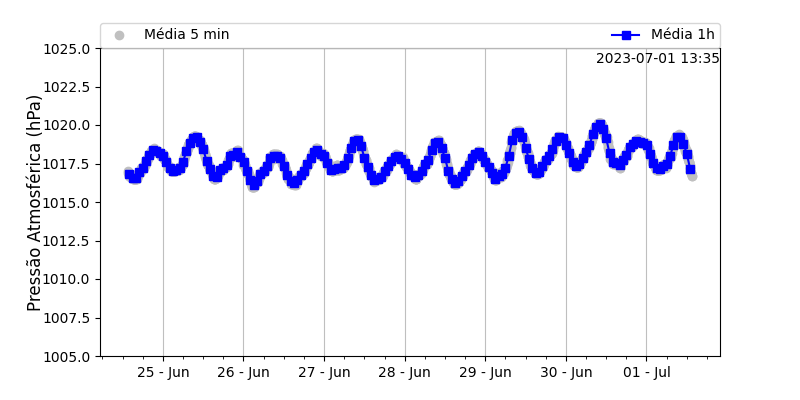 Média 5 min
Média 1h
2023-07-01 13:35
Pressão Atmosférica (hPa)
1025.0
1022.5
1020.0
1017.5
1015.0
1012.5
1010.0
1007.5
1005.0
25 - Jun
26 - Jun
27 - Jun
28 - Jun
29 - Jun
30 - Jun
01 - Jul